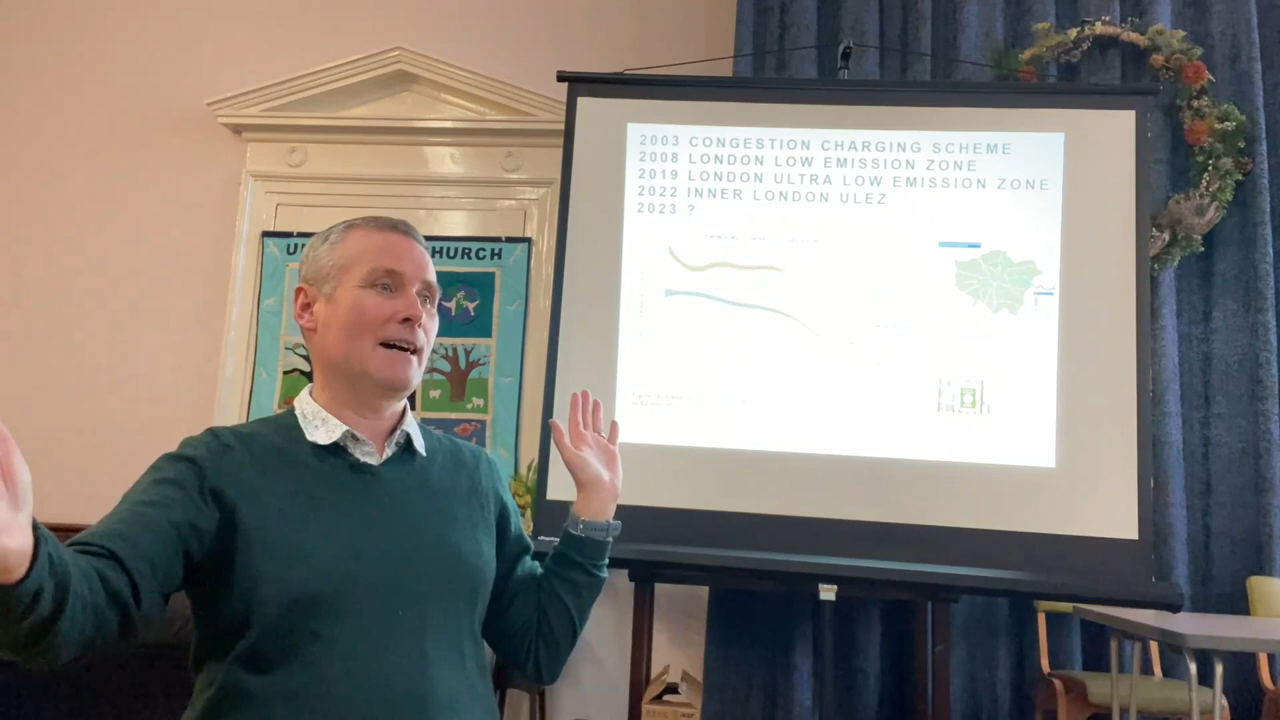 2003 CONGESTION CHARGING SCHEME
2008 LONDON LOW EMISSION ZONE
2019 LONDON ULTRA LOW EMISSION ZONE
2022 INNER LONDON ULEZ
2023 ?
CHURCH